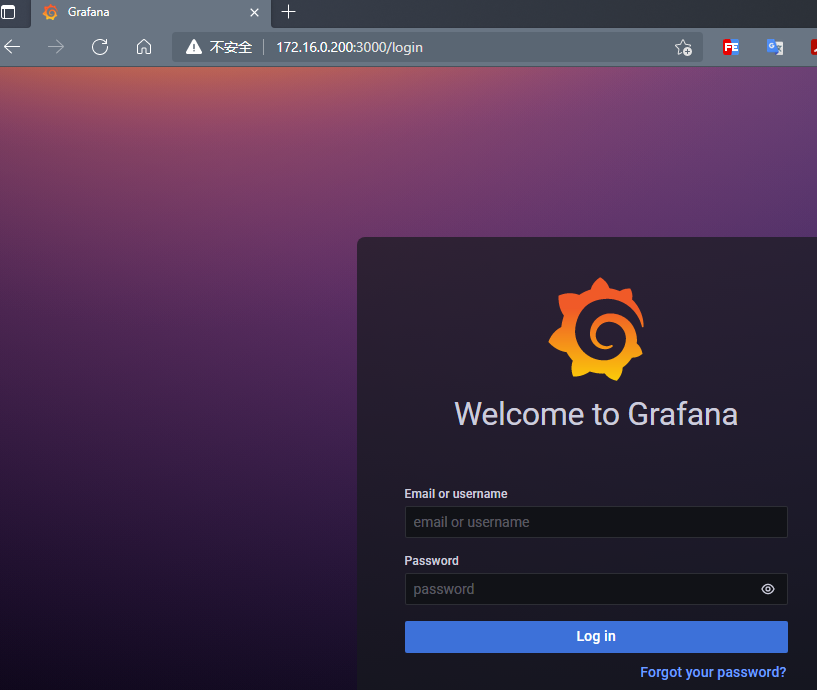 Grafana
不安全 172.16.0.200:3000/login
FE
Welcome to Grafana
Email or username
email or username
Password
password
Log in
Forgot your password?